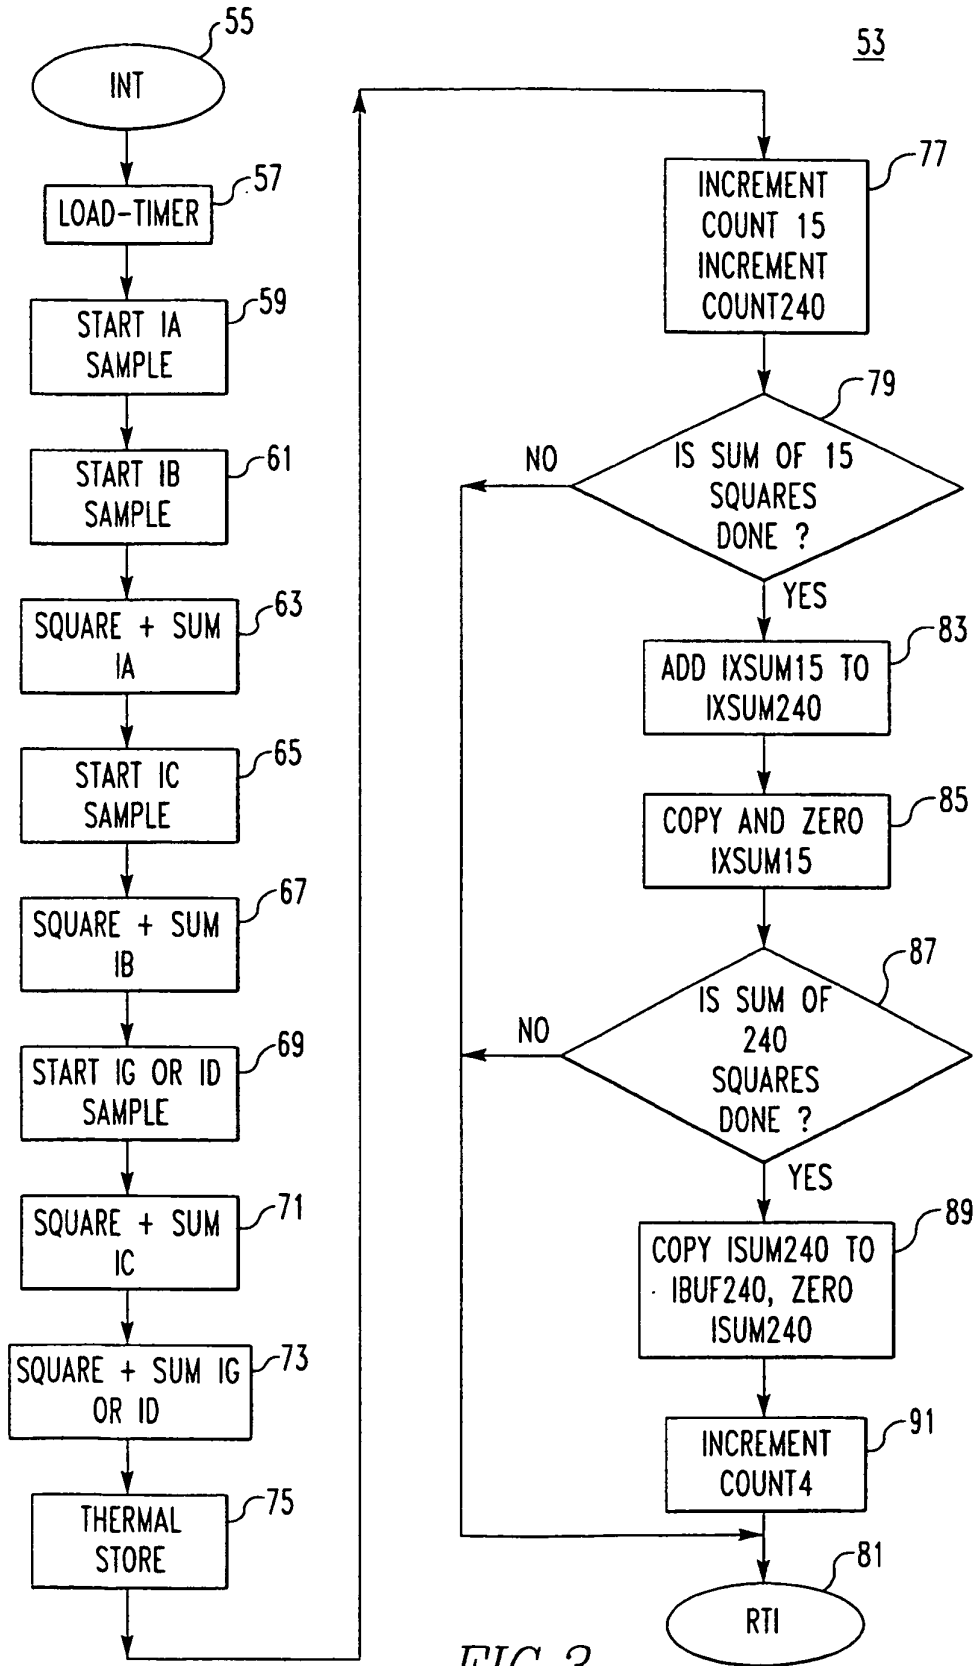 55
INT
57
LOAD-TIMER
59
START IA
SAMPLE
61
START IB
SAMPLE
63
SQUARE + SUM
IA
65
START IC
SAMPLE
67
SQUARE + SUM
IB
69
START IG OR ID
SAMPLE
71
SQUARE + SUM
IC
73
SQUARE + SUM IG
OR ID
75
THERMAL
STORE
53
77
INCREMENT
COUNT 15
INCREMENT
COUNT240
79
IS SUM OF 15
SQUARES
DONE ?
NO
YES
83
ADD IXSUM15 TO
IXSUM240
85
COPY AND ZERO
IXSUM15
87
IS SUM OF
240
SQUARES
DONE ?
NO
YES
89
COPY ISUM240 TO
IBUF240, ZERO
ISUM240
91
INCREMENT
COUNT4
81
RTI
FIG. 3